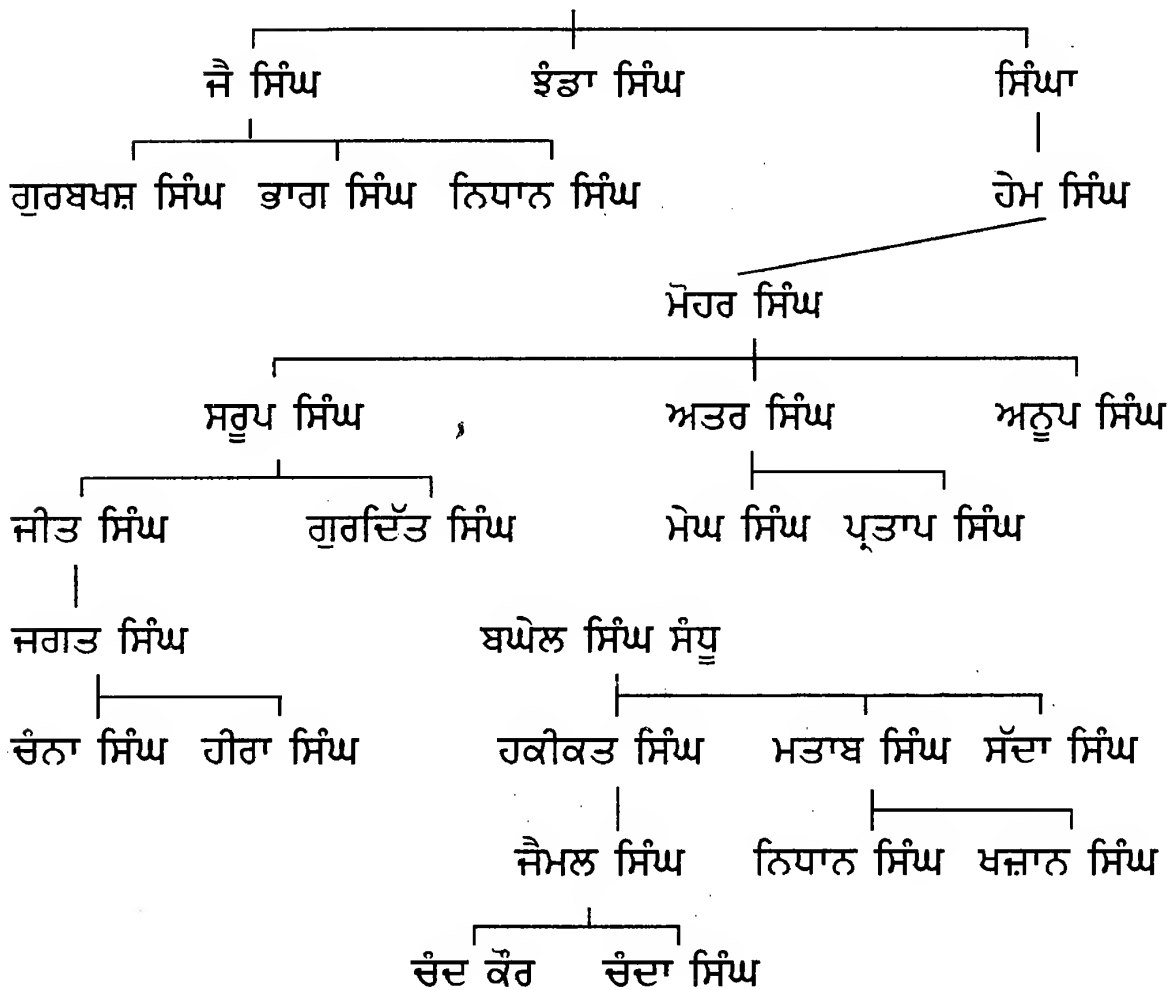 ਜੈ ਸਿੰਘ ਝੰਡਾ ਸਿੰਘ ਸਿੰਘਾ
ਗੁਰਬਖਸ਼ ਸਿੰਘ ਭਾਗ ਸਿੰਘ ਨਿਧਾਨ ਸਿੰਘ ਹੇਮ ਸਿੰਘ
ਮੋਹਰ ਸਿੰਘ
ਸਰੂਪ ਸਿੰਘ ਅਤਰ ਸਿੰਘ ਅਨੂਪ ਸਿੰਘ
ਜੀਤ ਸਿੰਘ ਗੁਰਦਿੱਤ ਸਿੰਘ ਮੇਘ ਸਿੰਘ ਪ੍ਰਤਾਪ ਸਿੰਘ
ਜਗਤ ਸਿੰਘ ਬਘੇਲ ਸਿੰਘ ਸੰਧੂ
ਚੰਨਾ ਸਿੰਘ ਹੀਰਾ ਸਿੰਘ ਹਕੀਕਤ ਸਿੰਘ ਮਤਾਬ ਸਿੰਘ ਸੱਦਾ ਸਿੰਘ
ਜੈਮਲ ਸਿੰਘ ਨਿਧਾਨ ਸਿੰਘ ਖਜ਼ਾਨ ਸਿੰਘ
ਚੰਦ ਕੌਰ ਚੰਦਾ ਸਿੰਘ